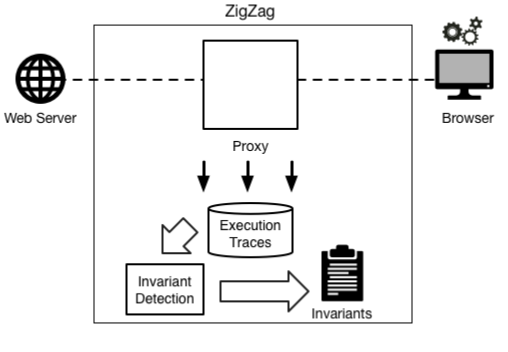 ZigZag
Web Server
Browser
Proxy
Execution
Traces
Invariant
Detection
Invariants